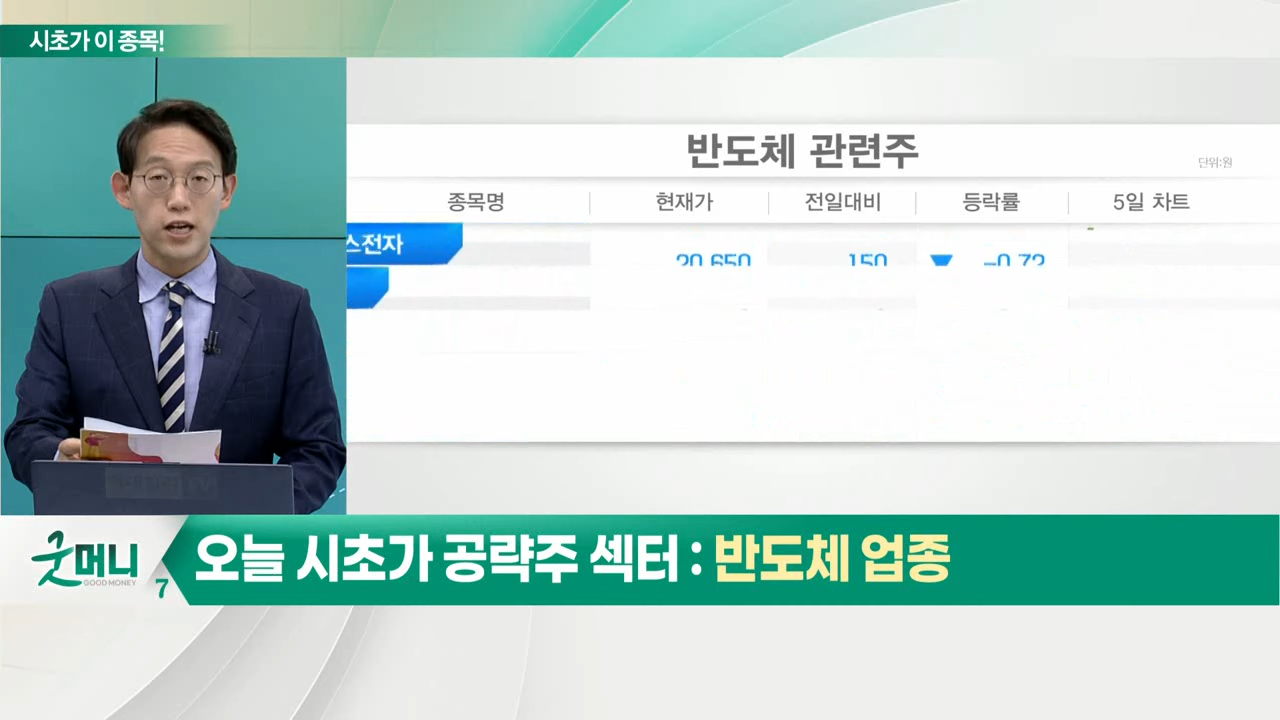 시초가 이 종목!
반도체 관련주
단위:원
종목명 현재가 전일대비 등락률 5일 차트
스전자 20,650 150 ▼ -0.72
굿머니 GOOD MONEY 7
오늘 시초가 공략주 섹터 : 반도체 업종